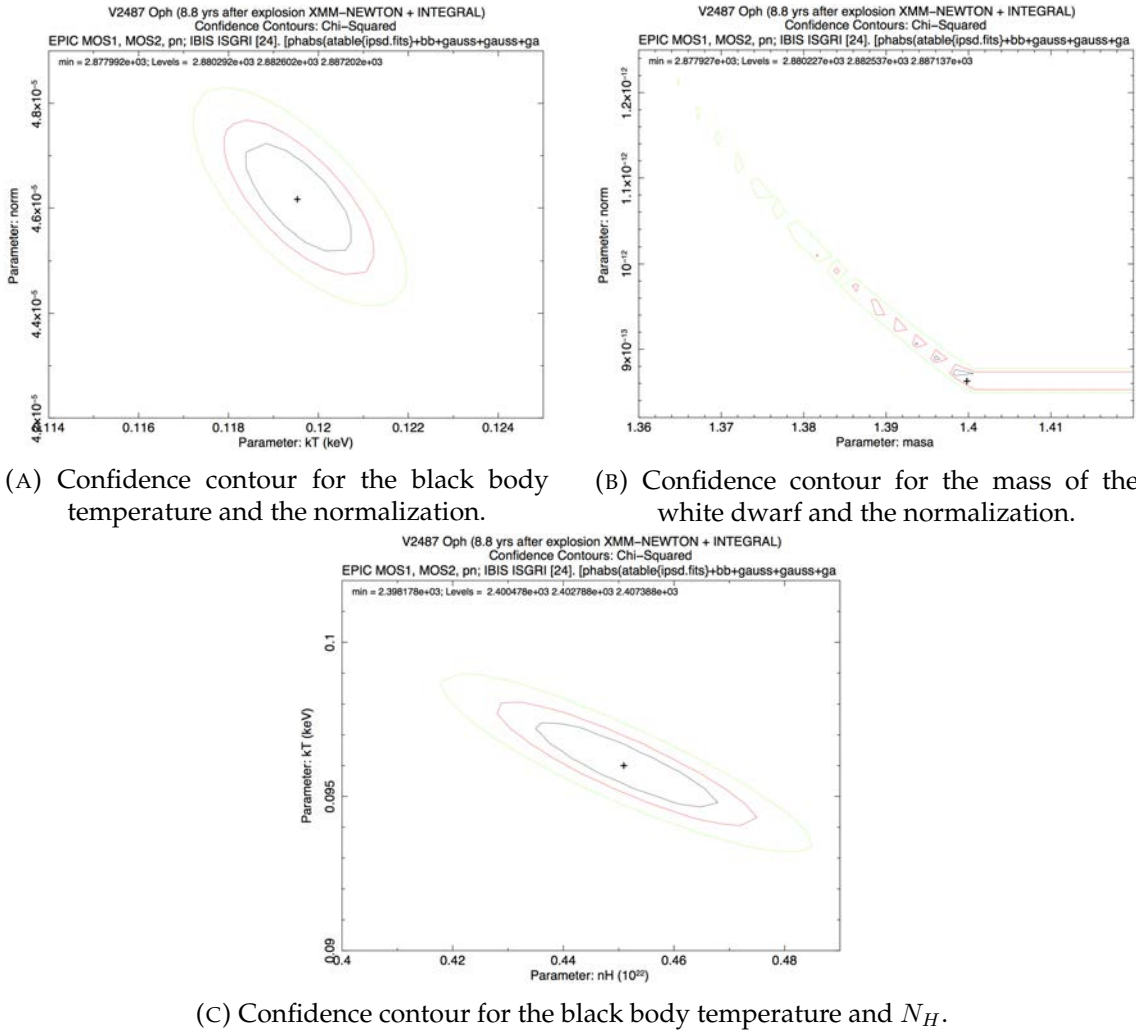 V2487 Oph (8.8 yrs after explosion XMM-NEWTON + INTEGRAL)
Confidence Contours: Chi-Squared
EPIC MOS1, MOS2, pn; IBIS ISGRI [24]. [phabs(atable{ipsd.fits}+bb+gauss+gauss+ga
min = 2.877992e+03; Levels = 2.880292e+03 2.882602e+03 2.887202e+03
Parameter: norm
4.8×10⁻⁵
4.6×10⁻⁵
4.4×10⁻⁵
4.2×10⁻⁵
0.114
0.116
0.118
0.12
0.122
0.124
Parameter: kT (keV)
(A) Confidence contour for the black body
temperature and the normalization.
V2487 Oph (8.8 yrs after explosion XMM-NEWTON + INTEGRAL)
Confidence Contours: Chi-Squared
EPIC MOS1, MOS2, pn; IBIS ISGRI [24]. [phabs(atable{ipsd.fits}+bb+gauss+gauss+ga
min = 2.877927e+03; Levels = 2.880227e+03 2.882537e+03 2.887137e+03
Parameter: norm
1.2×10⁻¹²
1.1×10⁻¹²
10⁻¹²
9×10⁻¹³
1.36
1.37
1.38
1.39
1.4
1.41
Parameter: masa
(B) Confidence contour for the mass of the
white dwarf and the normalization.
V2487 Oph (8.8 yrs after explosion XMM-NEWTON + INTEGRAL)
Confidence Contours: Chi-Squared
EPIC MOS1, MOS2, pn; IBIS ISGRI [24]. [phabs(atable{ipsd.fits}+bb+gauss+gauss+ga
min = 2.398178e+03; Levels = 2.400478e+03 2.402788e+03 2.407388e+03
Parameter: kT (keV)
0.1
0.095
0.09
0.4
0.42
0.44
0.46
0.48
Parameter: nH (10²²)
(C) Confidence contour for the black body temperature and N_H.